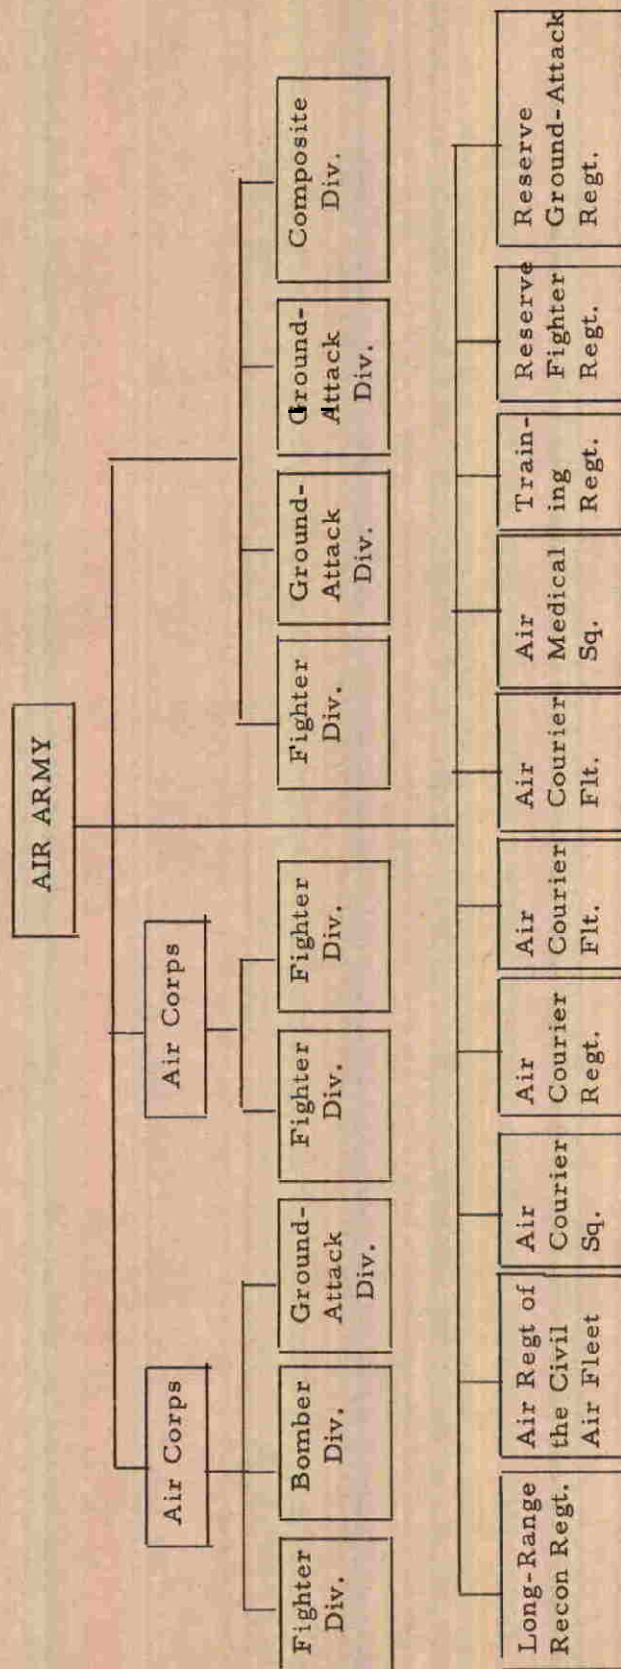 AIR ARMY
Air Corps
Air Corps
Fighter
Div.
Bomber
Div.
Ground-
Attack
Div.
Fighter
Div.
Fighter
Div.
Fighter
Div.
Ground-
Attack
Div.
Ground-
Attack
Div.
Composite
Div.
Long-Range
Recon Regt.
Air Regt of
the Civil
Air Fleet
Air
Courier
Sq.
Air
Courier
Regt.
Air
Courier
Flt.
Air
Courier
Flt.
Air
Medical
Sq.
Train-
ing
Regt.
Reserve
Fighter
Regt.
Reserve
Ground-Attack
Regt.